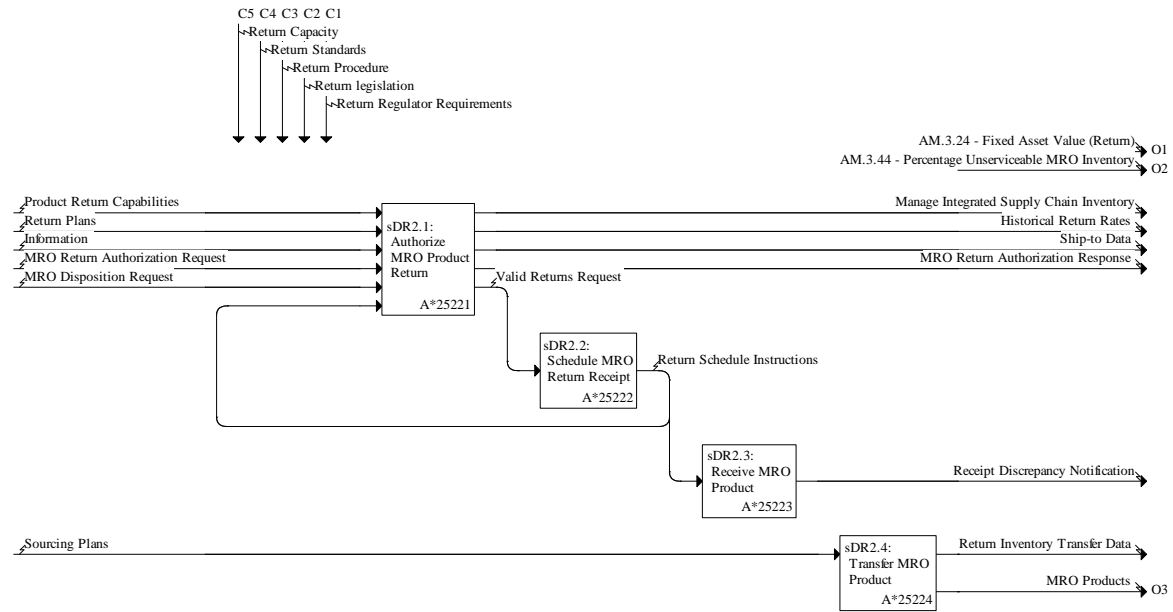 C5 C4 C3 C2 C1
Return Capacity
Return Standards
Return Procedure
Return legislation
Return Regulator Requirements
AM.3.24 - Fixed Asset Value (Return)
O1
AM.3.44 - Percentage Unserviceable MRO Inventory
O2
Product Return Capabilities
Return Plans
Information
MRO Return Authorization Request
MRO Disposition Request
sDR2.1:
Authorize
MRO Product
Return
A*25221
Manage Integrated Supply Chain Inventory
Historical Return Rates
Ship-to Data
MRO Return Authorization Response
Valid Returns Request
sDR2.2:
Schedule MRO
Return Receipt
A*25222
Return Schedule Instructions
sDR2.3:
Receive MRO
Product
A*25223
Receipt Discrepancy Notification
Sourcing Plans
sDR2.4:
Transfer MRO
Product
A*25224
Return Inventory Transfer Data
MRO Products
O3